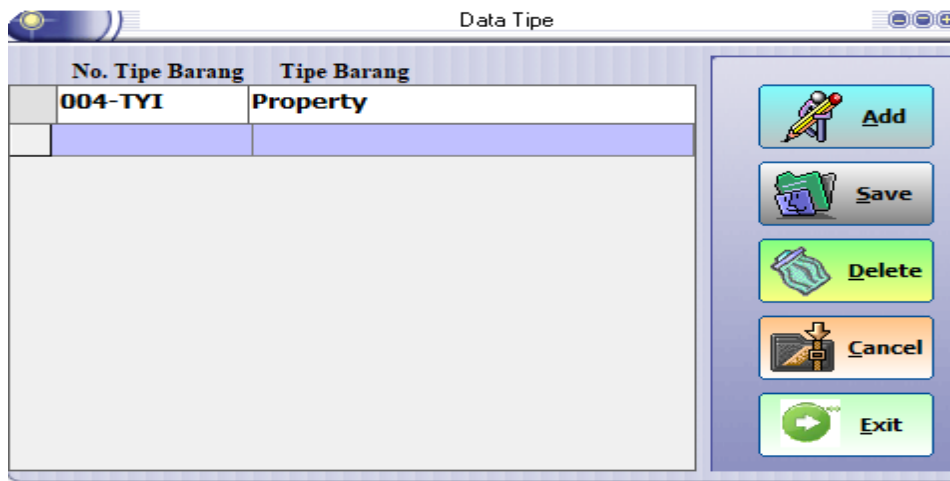 Data Tipe
No. Tipe Barang Tipe Barang
004-TYI Property
Add
Save
Delete
Cancel
Exit